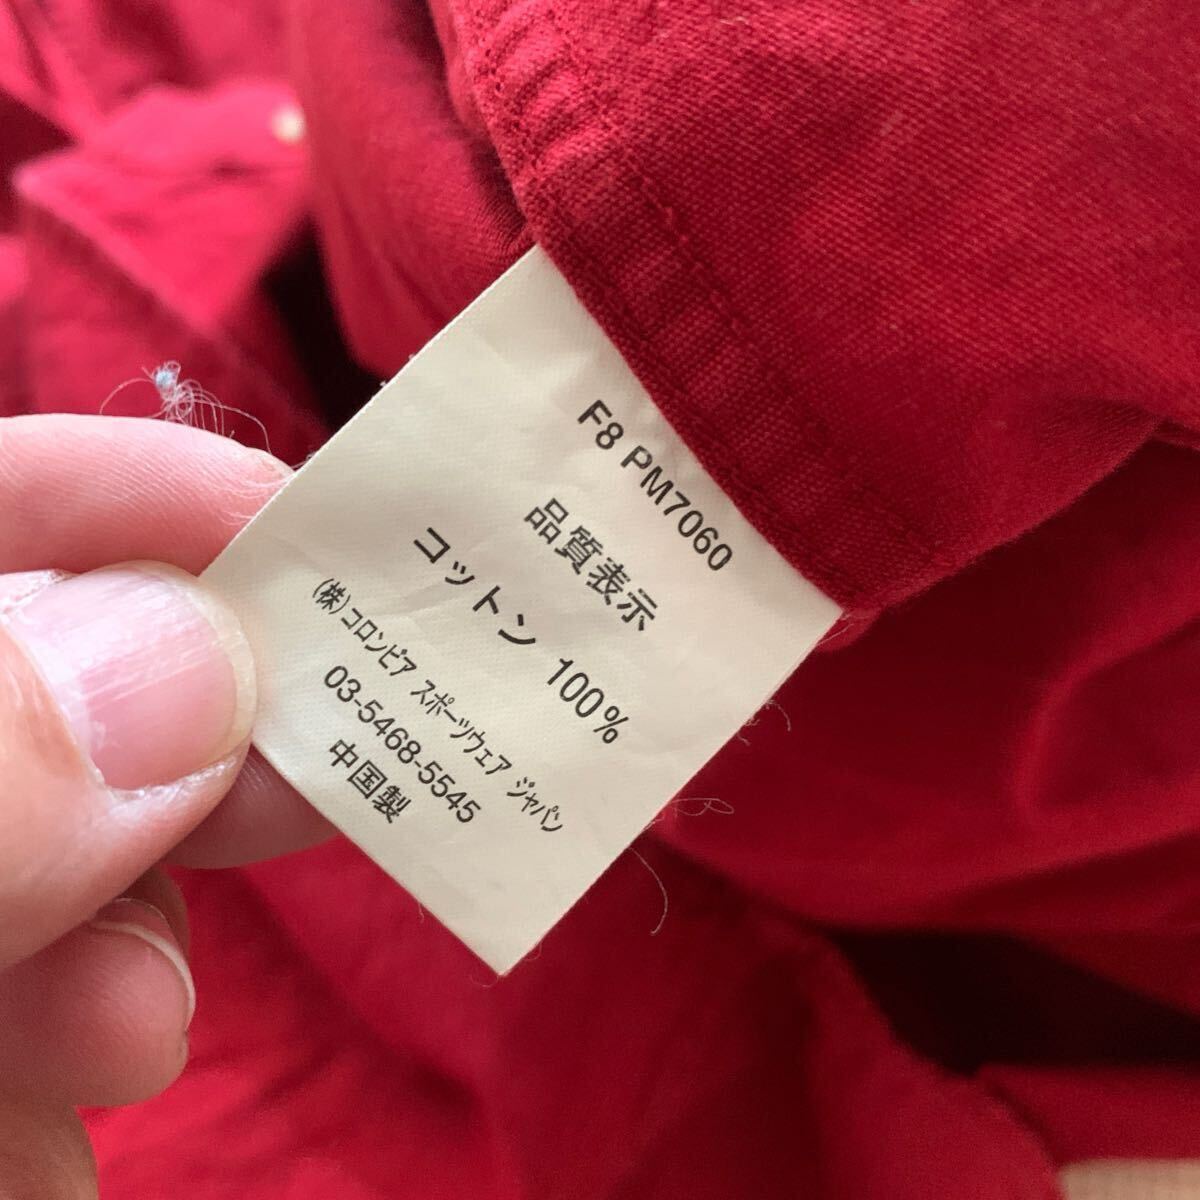 F8 PM7060
品質表示
コットン 100%
(株)コロンビア スポーツウェア ジャパン
03-5468-5545
中国製